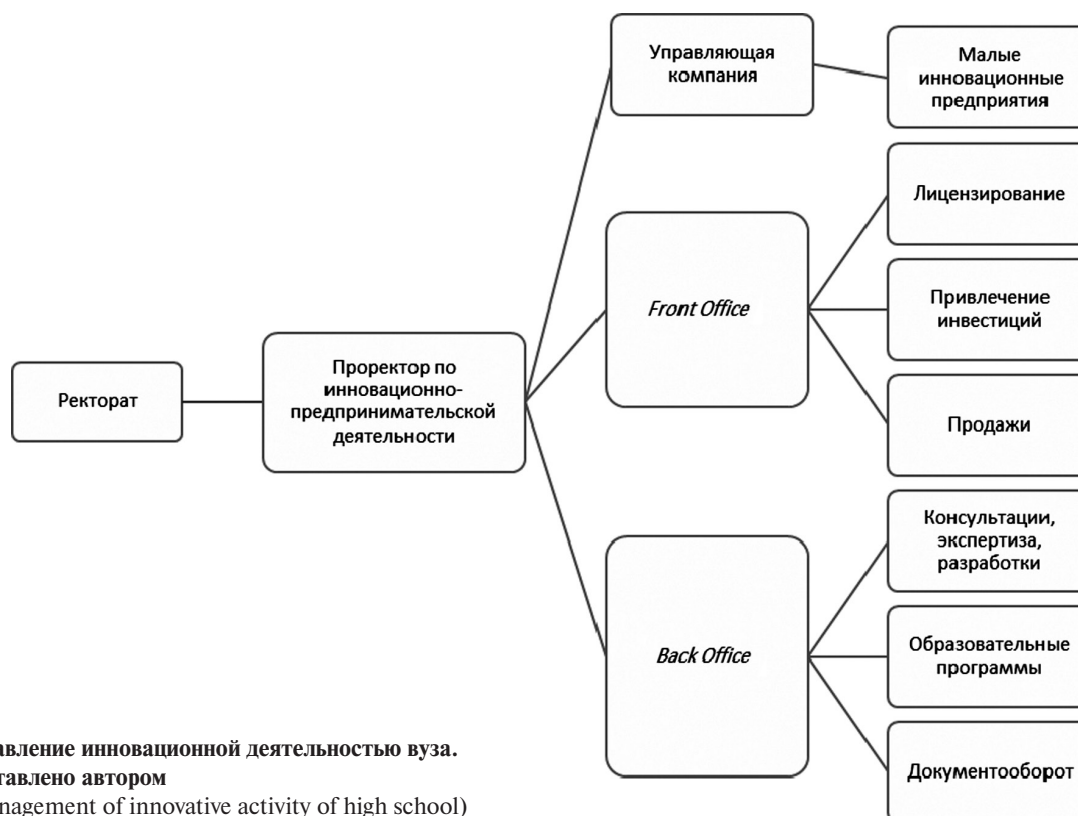 Управляющая
компания
Малые
инновационные
предприятия
Лицензирование
Front Office
Привлечение
инвестиций
Ректорат
Проректор по
инновационно-
предпринимательской
деятельности
Продажи
Консультации,
экспертиза,
разработки
Back Office
Образовательные
программы
Документооборот
авление инновационной деятельностью вуза.
тавлено автором
nagement of innovative activity of high school)